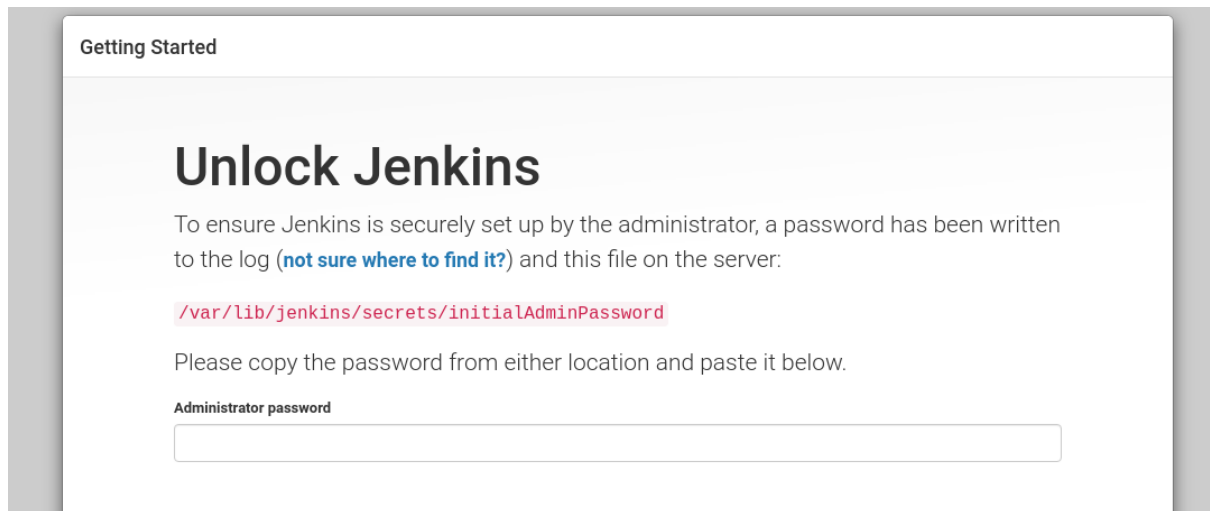 Getting Started
Unlock Jenkins
To ensure Jenkins is securely set up by the administrator, a password has been written
to the log (not sure where to find it?) and this file on the server:
/var/lib/jenkins/secrets/initialAdminPassword
Please copy the password from either location and paste it below.
Administrator password